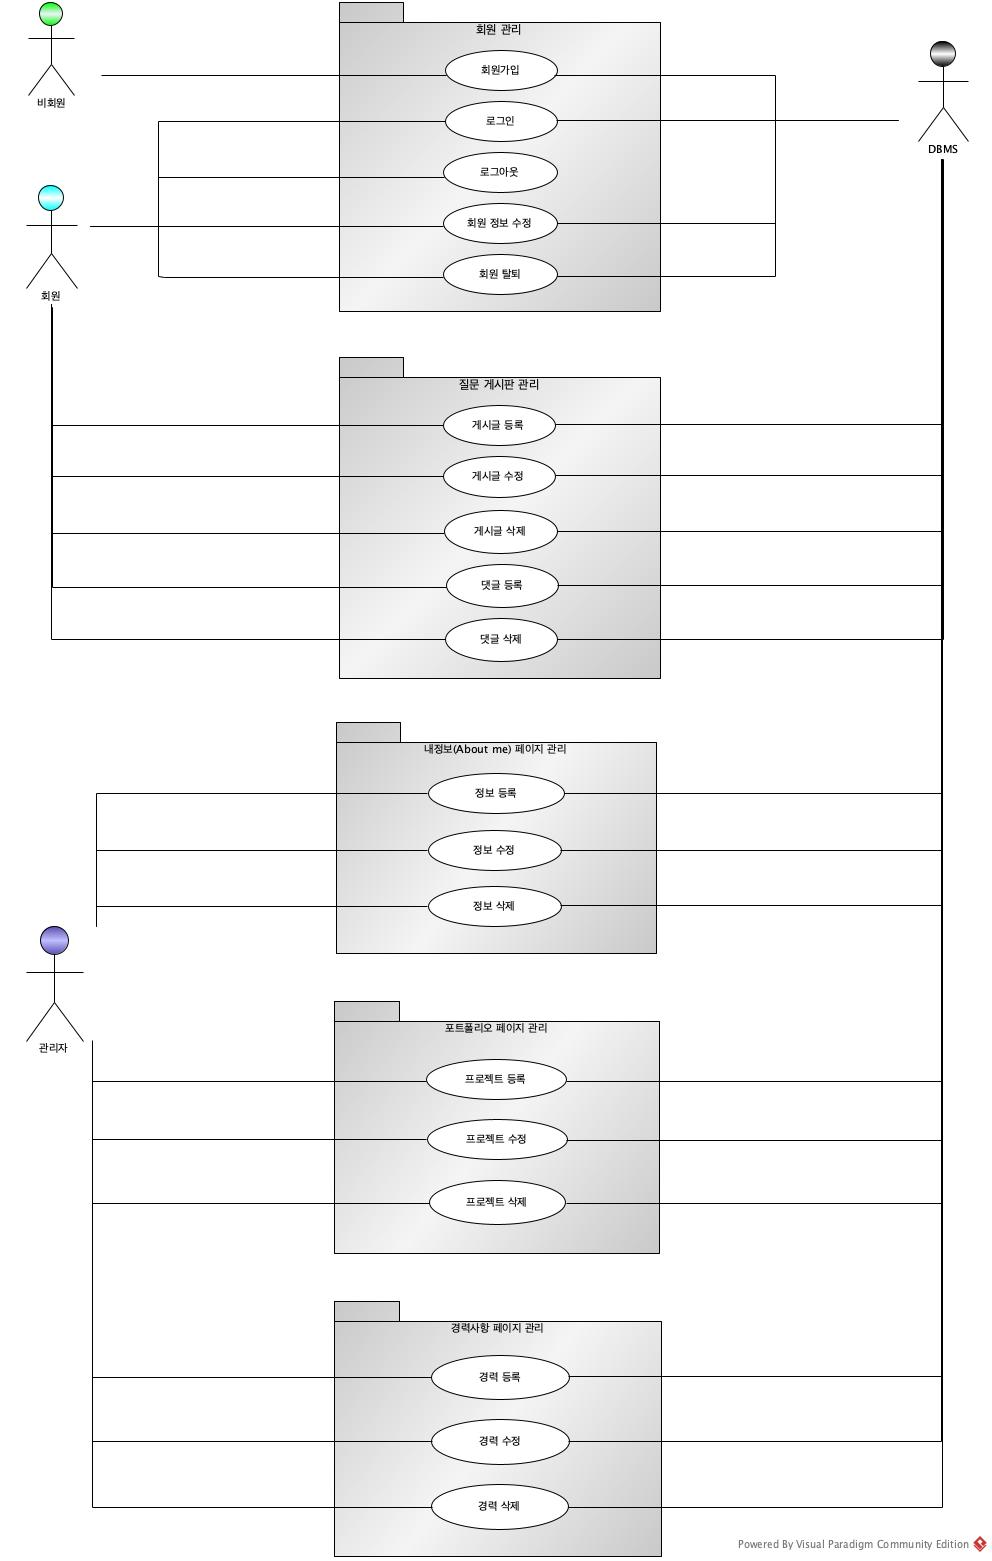 비회원
회원 관리
회원가입
로그인
로그아웃
회원 정보 수정
회원 탈퇴
DBMS
회원
질문 게시판 관리
게시글 등록
게시글 수정
게시글 삭제
댓글 등록
댓글 삭제
내정보(About me) 페이지 관리
정보 등록
정보 수정
정보 삭제
관리자
포트폴리오 페이지 관리
프로젝트 등록
프로젝트 수정
프로젝트 삭제
경력사항 페이지 관리
경력 등록
경력 수정
경력 삭제
Powered By Visual Paradigm Community Edition